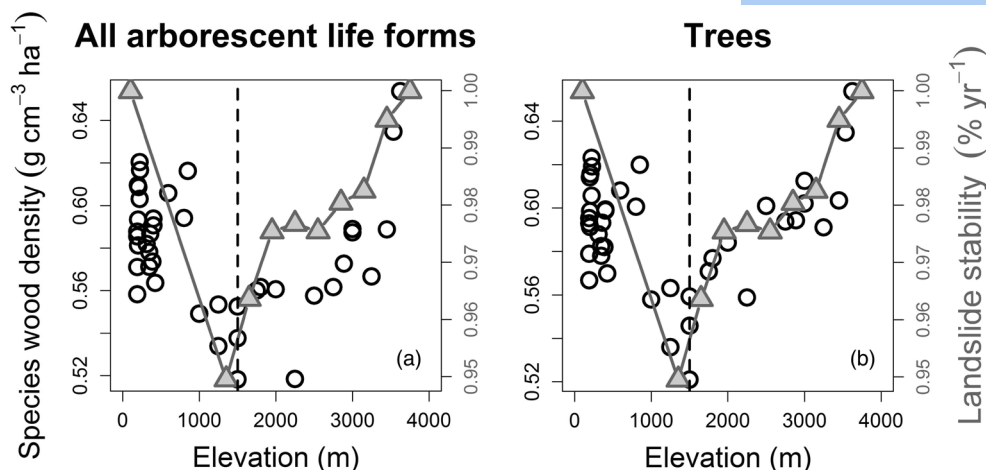 All arborescent life forms
Trees
Species wood density (g cm⁻³ ha⁻¹)
0.52 0.56 0.60 0.64
0.95 0.96 0.97 0.98 0.99 1.00
(a)
0 1000 2000 3000 4000
Elevation (m)
0.52 0.56 0.60 0.64
0.95 0.96 0.97 0.98 0.99 1.00
(b)
0 1000 2000 3000 4000
Elevation (m)
Landslide stability (% yr⁻¹)